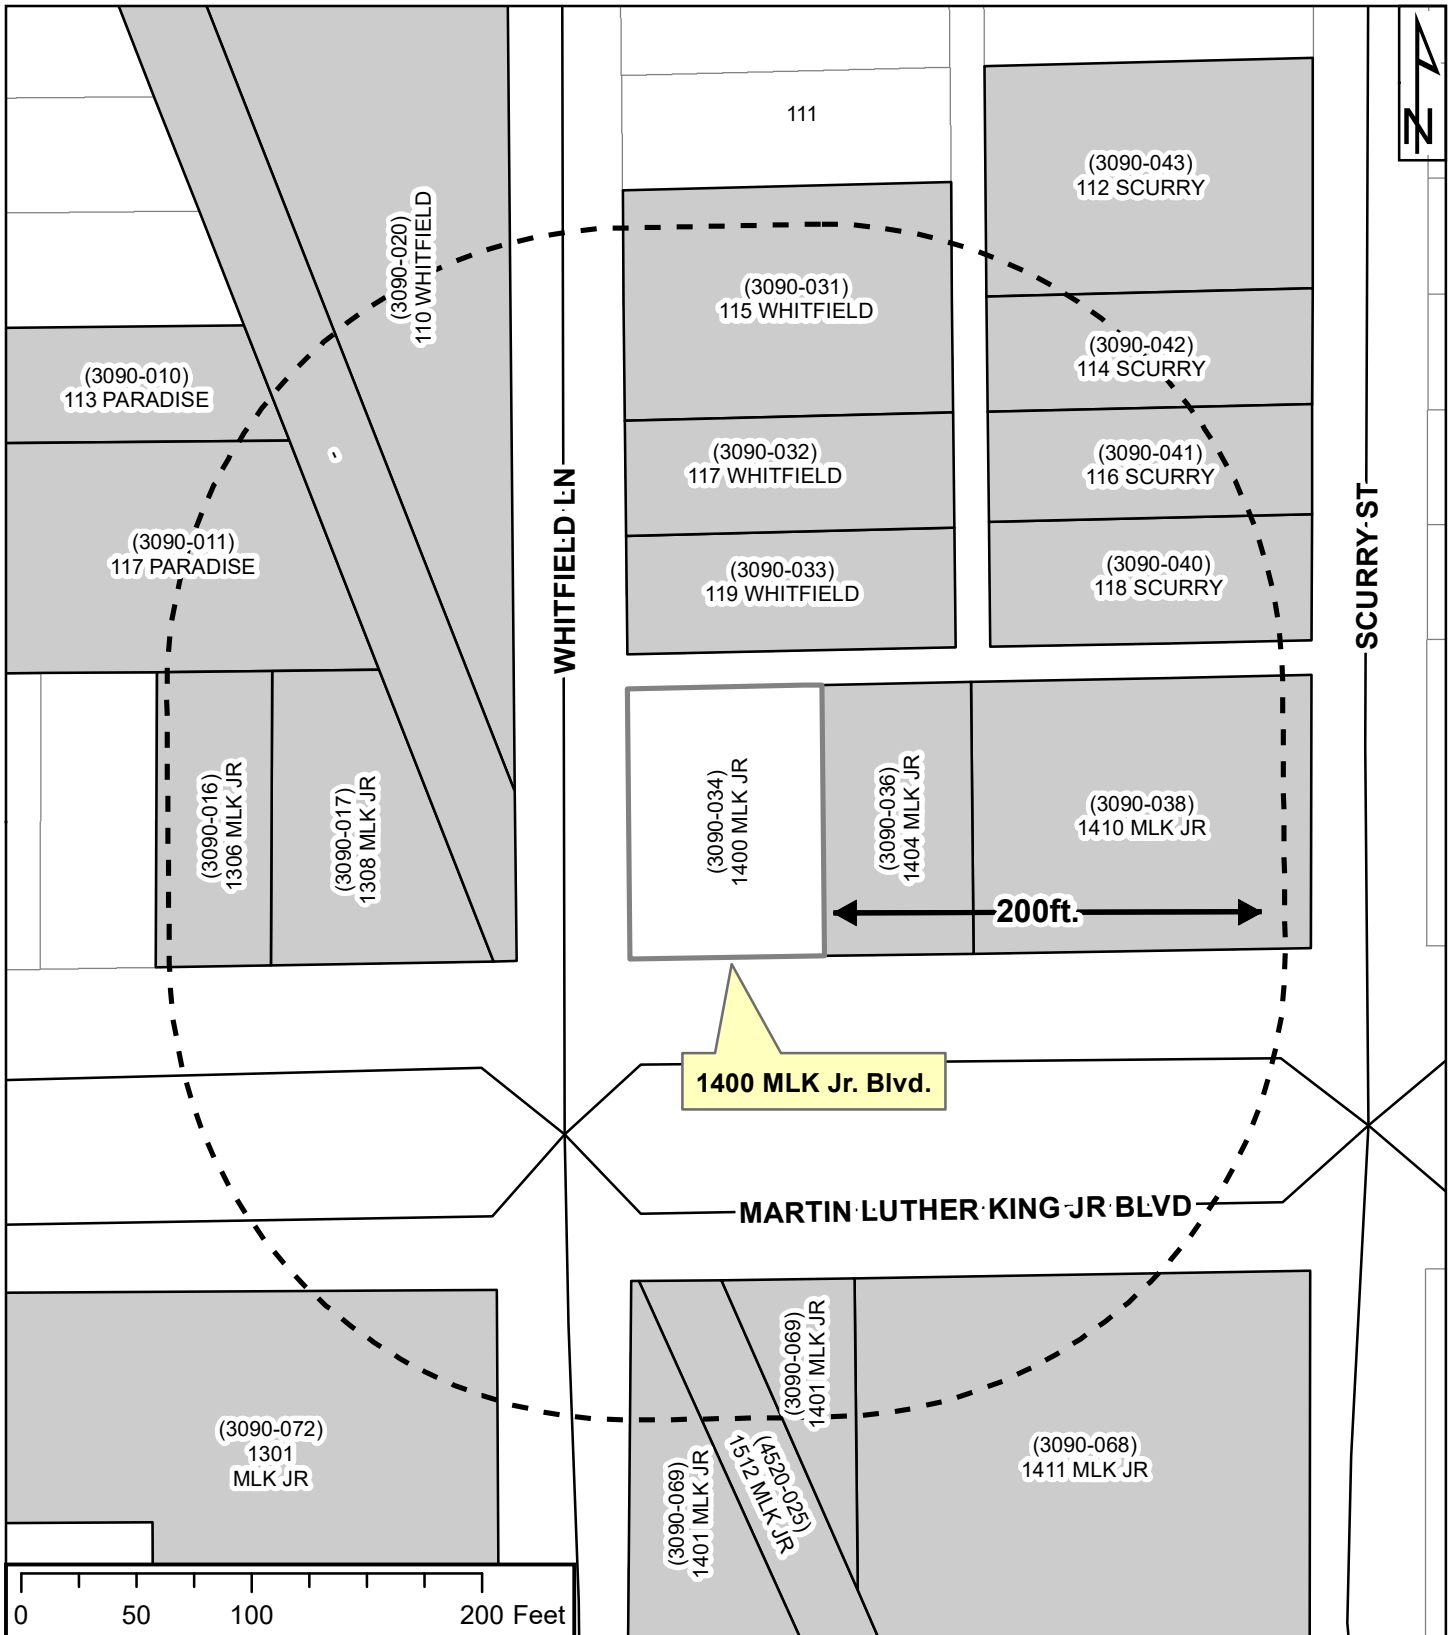 N
111
(3090-043)
112 SCURRY
(3090-020)
110 WHITFIELD
(3090-031)
115 WHITFIELD
(3090-042)
114 SCURRY
(3090-010)
113 PARADISE
(3090-032)
117 WHITFIELD
(3090-041)
116 SCURRY
WHITFIELD LN
SCURRY ST
(3090-011)
117 PARADISE
(3090-033)
119 WHITFIELD
(3090-040)
118 SCURRY
(3090-016)
1306 MLK JR
(3090-017)
1308 MLK JR
(3090-034)
1400 MLK JR
(3090-036)
1404 MLK JR
(3090-038)
1410 MLK JR
200ft.
1400 MLK Jr. Blvd.
MARTIN LUTHER KING JR BLVD
(3090-069)
1401 MLK JR
(3090-072)
1301
MLK JR
(3090-069)
1401 MLK JR
(4520-025)
1512 MLK JR
(3090-068)
1411 MLK JR
0 50 100 200 Feet